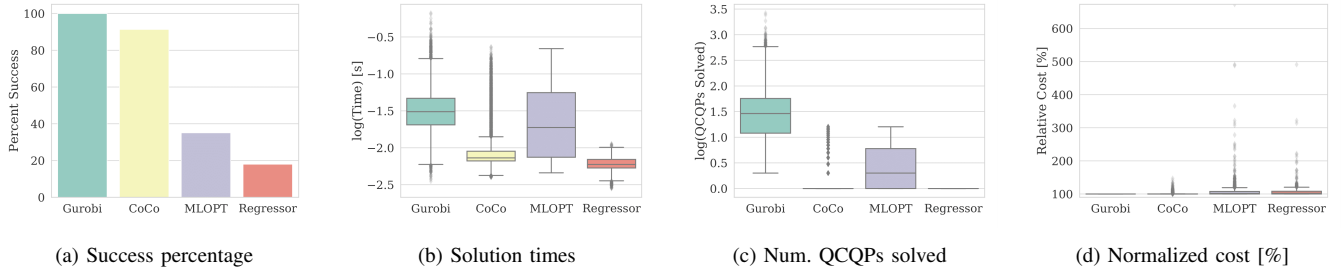 Percent Success
100
80
60
40
20
0
Gurobi CoCo MLOPT Regressor
(a) Success percentage
log(Time) [s]
−0.5
−1.0
−1.5
−2.0
−2.5
Gurobi CoCo MLOPT Regressor
(b) Solution times
log(QCQPs Solved)
3.5
3.0
2.5
2.0
1.5
1.0
0.5
0.0
Gurobi CoCo MLOPT Regressor
(c) Num. QCQPs solved
Relative Cost [%]
600
500
400
300
200
100
Gurobi CoCo MLOPT Regressor
(d) Normalized cost [%]